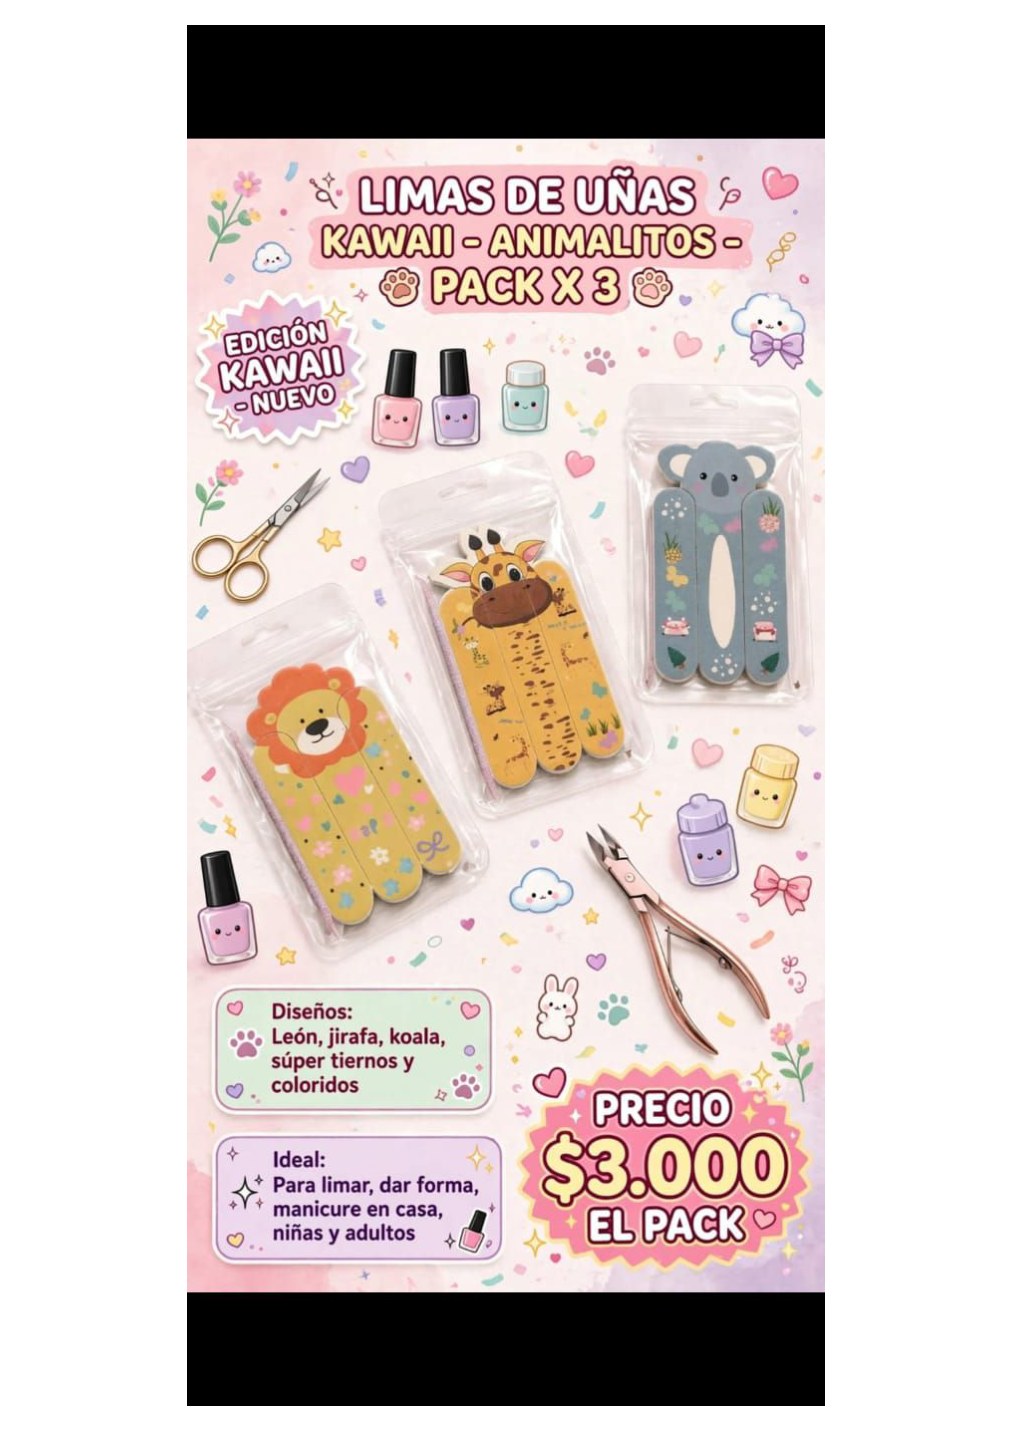 LIMAS DE UÑAS
KAWAII - ANIMALITOS -
PACK X 3
EDICIÓN
KAWAII
- NUEVO
Diseños:
León, jirafa, koala,
súper tiernos y
coloridos
Ideal:
Para limar, dar forma,
manicure en casa,
niñas y adultos
PRECIO
$3.000
EL PACK